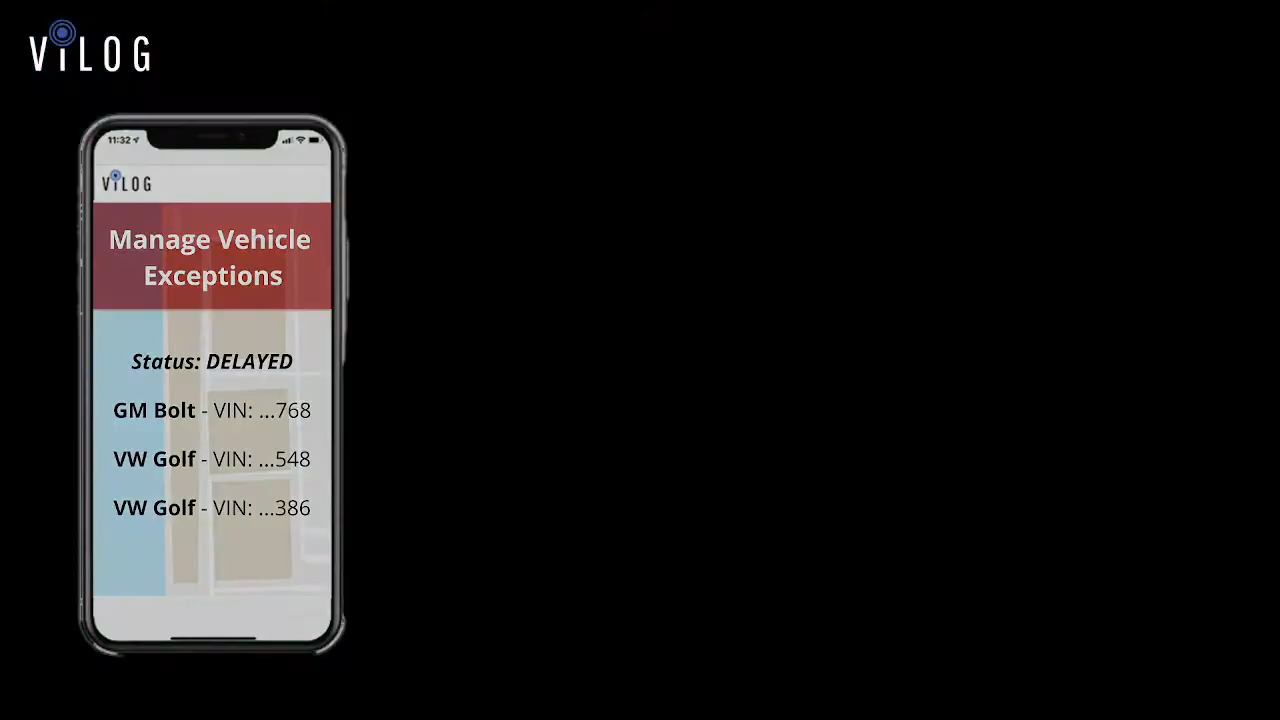 ViLOG
11:32
ViLOG
Manage Vehicle
Exceptions
Status: DELAYED
GM Bolt - VIN: ...768
VW Golf - VIN: ...548
VW Golf - VIN: ...386